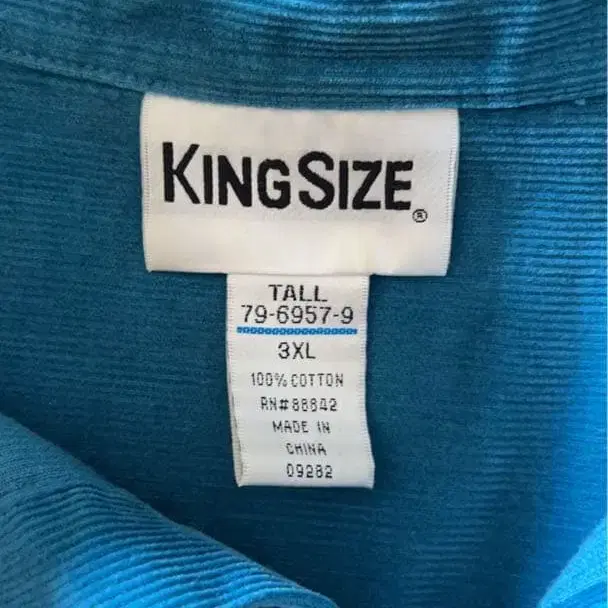 KINGSIZE®
TALL
79-6957-9
3XL
100% COTTON
RN#88842
MADE IN
CHINA
09282